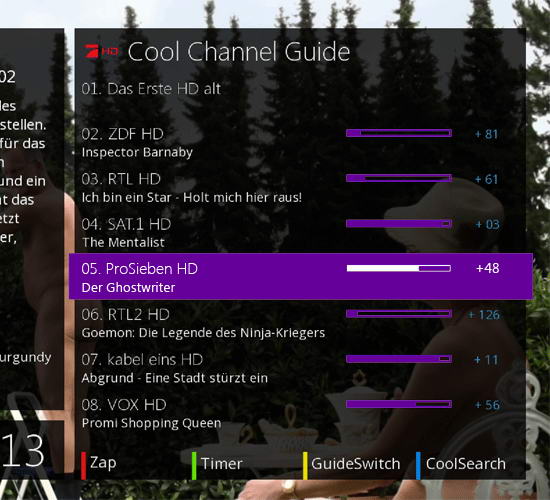 02
des
stellen.
für das
n
und ein
at das
etzt
er,
urgundy
13
HD Cool Channel Guide
01. Das Erste HD alt
02. ZDF HD + 81
Inspector Barnaby
03. RTL HD + 61
Ich bin ein Star - Holt mich hier raus!
04. SAT.1 HD + 03
The Mentalist
05. ProSieben HD +48
Der Ghostwriter
06. RTL2 HD + 126
Goemon: Die Legende des Ninja-Kriegers
07. kabel eins HD + 11
Abgrund - Eine Stadt stürzt ein
08. VOX HD + 56
Promi Shopping Queen
Zap Timer GuideSwitch CoolSearch